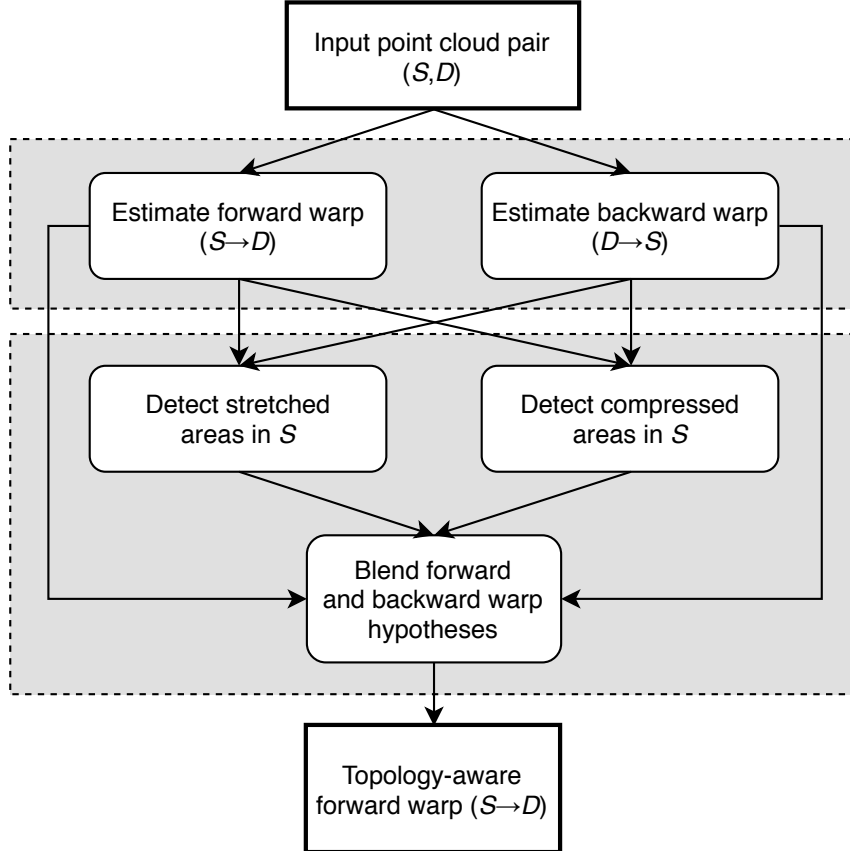 Input point cloud pair
(S,D)
Estimate forward warp
(S→D)
Estimate backward warp
(D→S)
Detect stretched
areas in S
Detect compressed
areas in S
Blend forward
and backward warp
hypotheses
Topology-aware
forward warp (S→D)